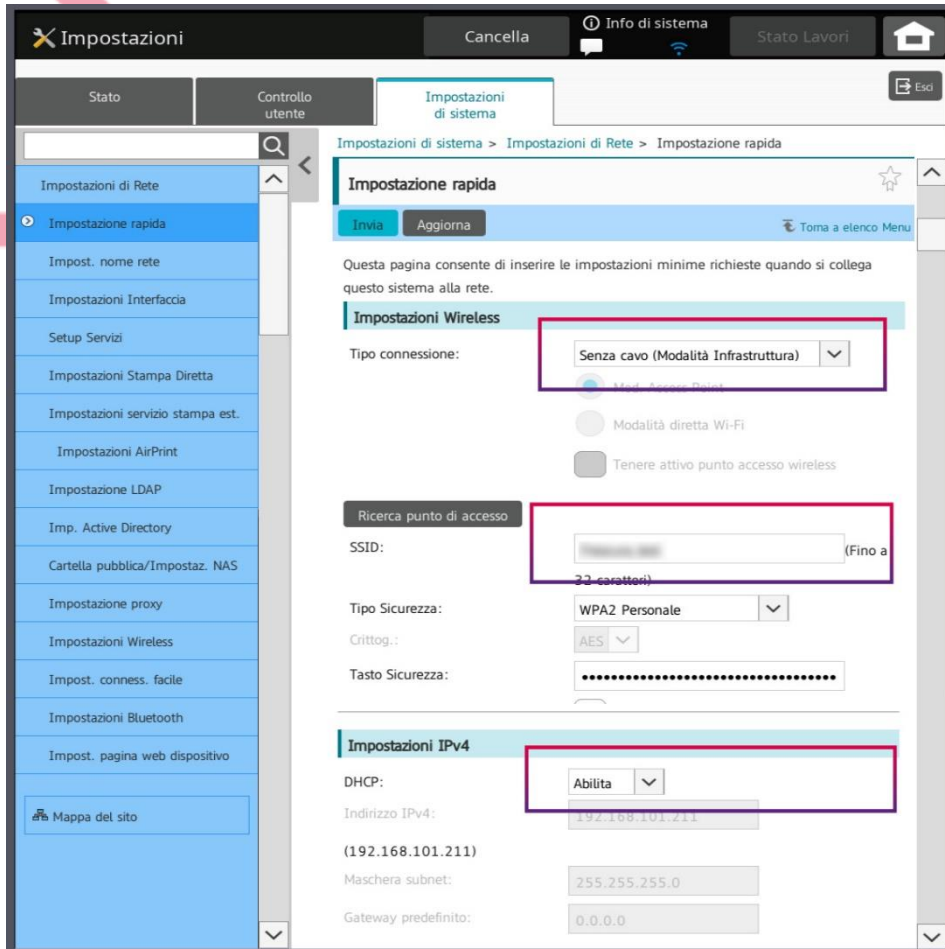 Impostazioni
Cancella
Info di sistema
Stato Lavori
Stato
Controllo
utente
Impostazioni
di sistema
Esci
Impostazioni di sistema > Impostazioni di Rete > Impostazione rapida
Impostazioni di Rete
Impostazione rapida
Impost. nome rete
Impostazioni Interfaccia
Setup Servizi
Impostazioni Stampa Diretta
Impostazioni servizio stampa est.
Impostazioni AirPrint
Impostazione LDAP
Imp. Active Directory
Cartella pubblica/Impostaz. NAS
Impostazione proxy
Impostazioni Wireless
Impost. conness. facile
Impostazioni Bluetooth
Impost. pagina web dispositivo
Mappa del sito
Impostazione rapida
Invia
Aggiorna
Torna a elenco Menu
Questa pagina consente di inserire le impostazioni minime richieste quando si collega
questo sistema alla rete.
Impostazioni Wireless
Tipo connessione: Senza cavo (Modalità Infrastruttura)
Mod. Access Point
Modalità diretta Wi-Fi
Tenere attivo punto accesso wireless
Ricerca punto di accesso
SSID: (Fino a
32 caratteri)
Tipo Sicurezza: WPA2 Personale
Crittog.: AES
Tasto Sicurezza:
Impostazioni IPv4
DHCP: Abilita
Indirizzo IPv4: 192.168.101.211
(192.168.101.211)
Maschera subnet: 255.255.255.0
Gateway predefinito: 0.0.0.0